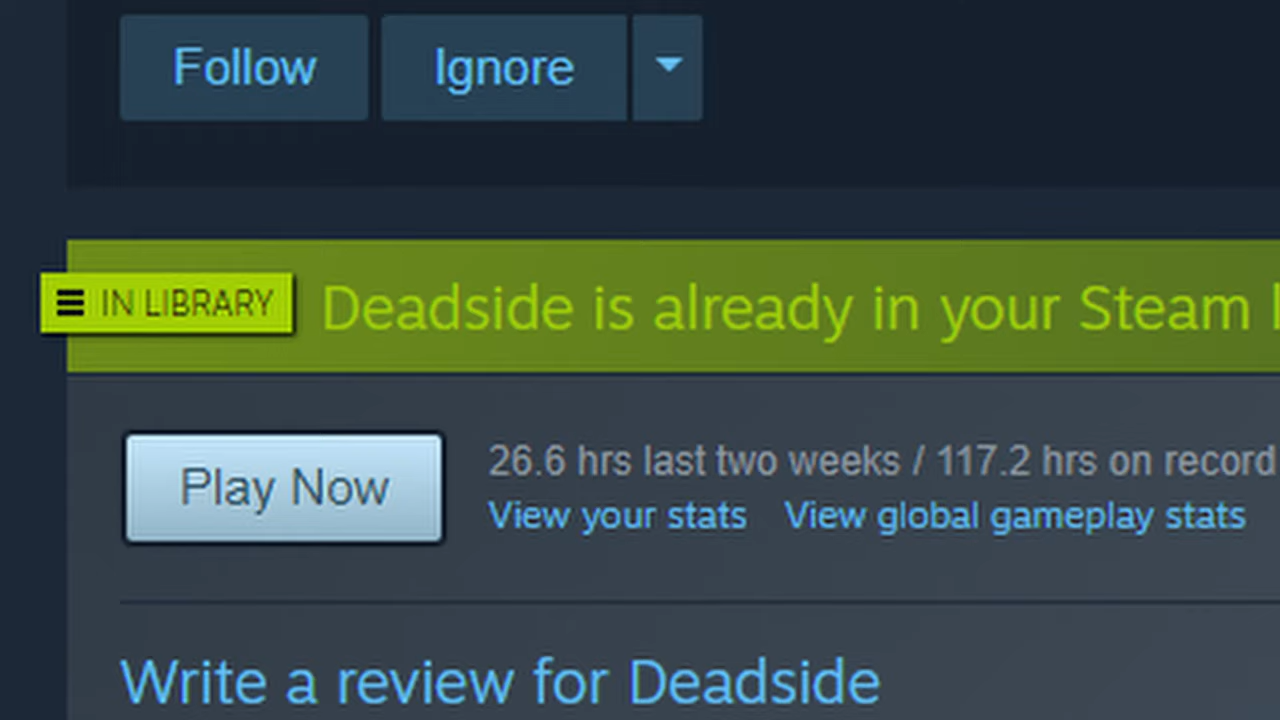 Follow Ignore
IN LIBRARY Deadside is already in your Steam
Play Now
26.6 hrs last two weeks / 117.2 hrs on record
View your stats View global gameplay stats
Write a review for Deadside